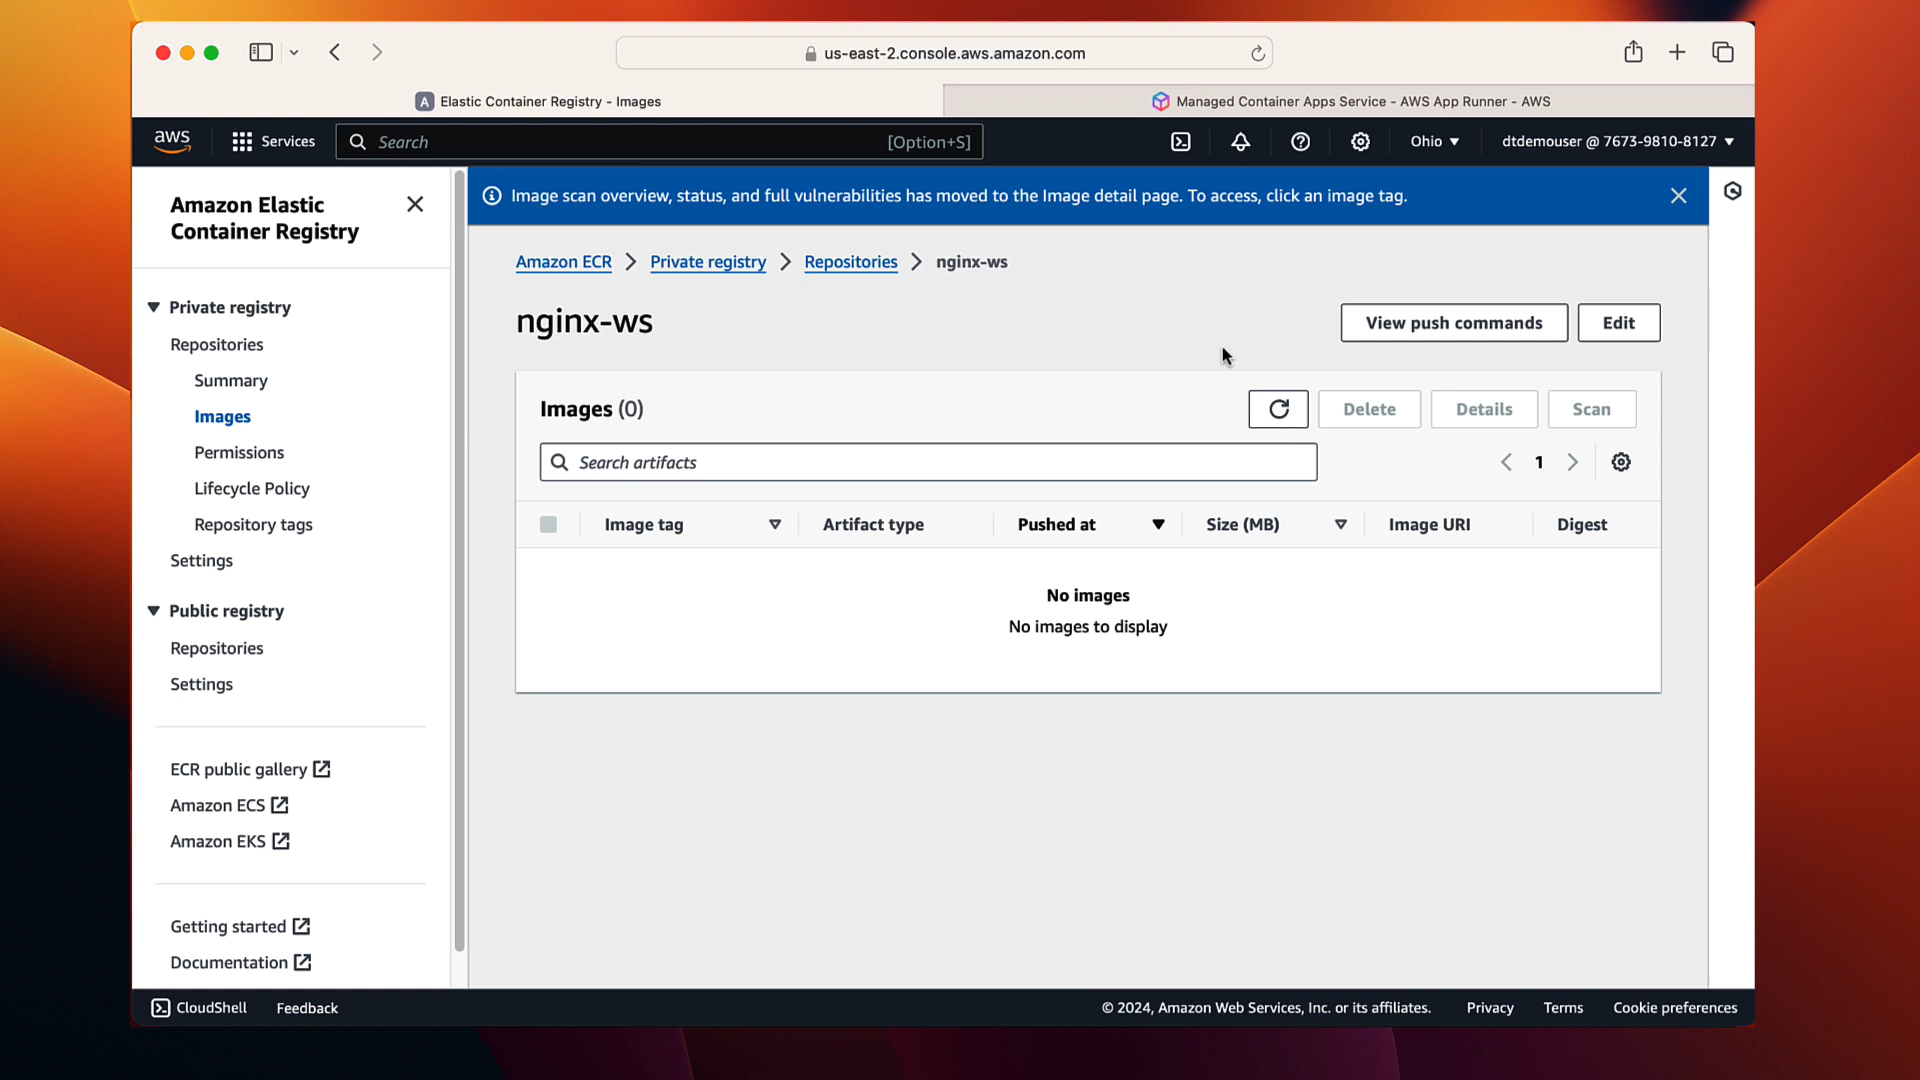 us-east-2.console.aws.amazon.com
A Elastic Container Registry - Images
Managed Container Apps Service - AWS App Runner - AWS
aws
Services
Search
[Option+S]
Ohio
dtdemouser @ 7673-9810-8127
Amazon Elastic
Container Registry
Private registry
Repositories
Summary
Images
Permissions
Lifecycle Policy
Repository tags
Settings
Public registry
Repositories
Settings
ECR public gallery
Amazon ECS
Amazon EKS
Getting started
Documentation
Image scan overview, status, and full vulnerabilities has moved to the Image detail page. To access, click an image tag.
Amazon ECR > Private registry > Repositories > nginx-ws
nginx-ws
View push commands
Edit
Images (0)
Delete
Details
Scan
Search artifacts
1
Image tag
Artifact type
Pushed at
Size (MB)
Image URI
Digest
No images
No images to display
CloudShell
Feedback
© 2024, Amazon Web Services, Inc. or its affiliates.
Privacy
Terms
Cookie preferences